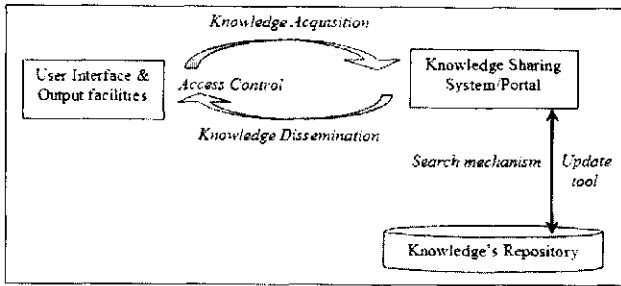 Knowledge Acquisition
User Interface &
Output facilities
Access Control
Knowledge Sharing
System/Portal
Knowledge Dissemination
Search mechanism
Update
tool
Knowledge's Repository